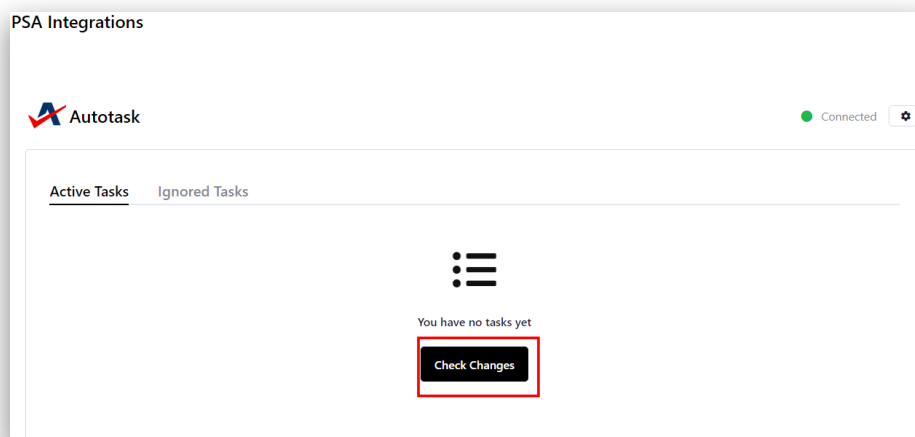 PSA Integrations
Autotask
Connected
Active Tasks
Ignored Tasks
You have no tasks yet
Check Changes